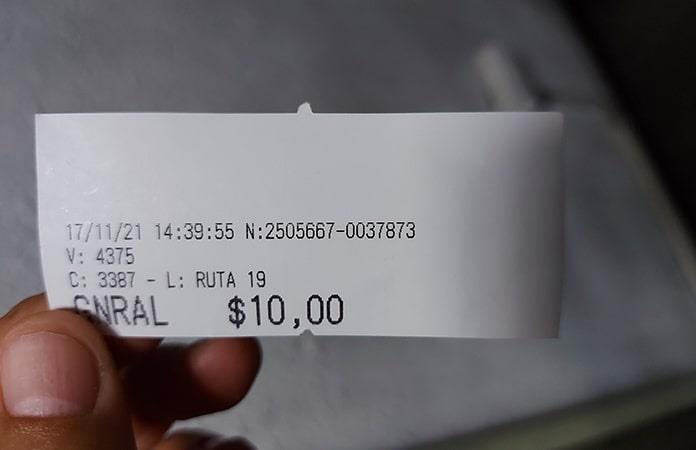 17/11/21 14:39:55 N:2505667-0037873
V: 4375
C: 3387 - L: RUTA 19
GNRAL $10,00